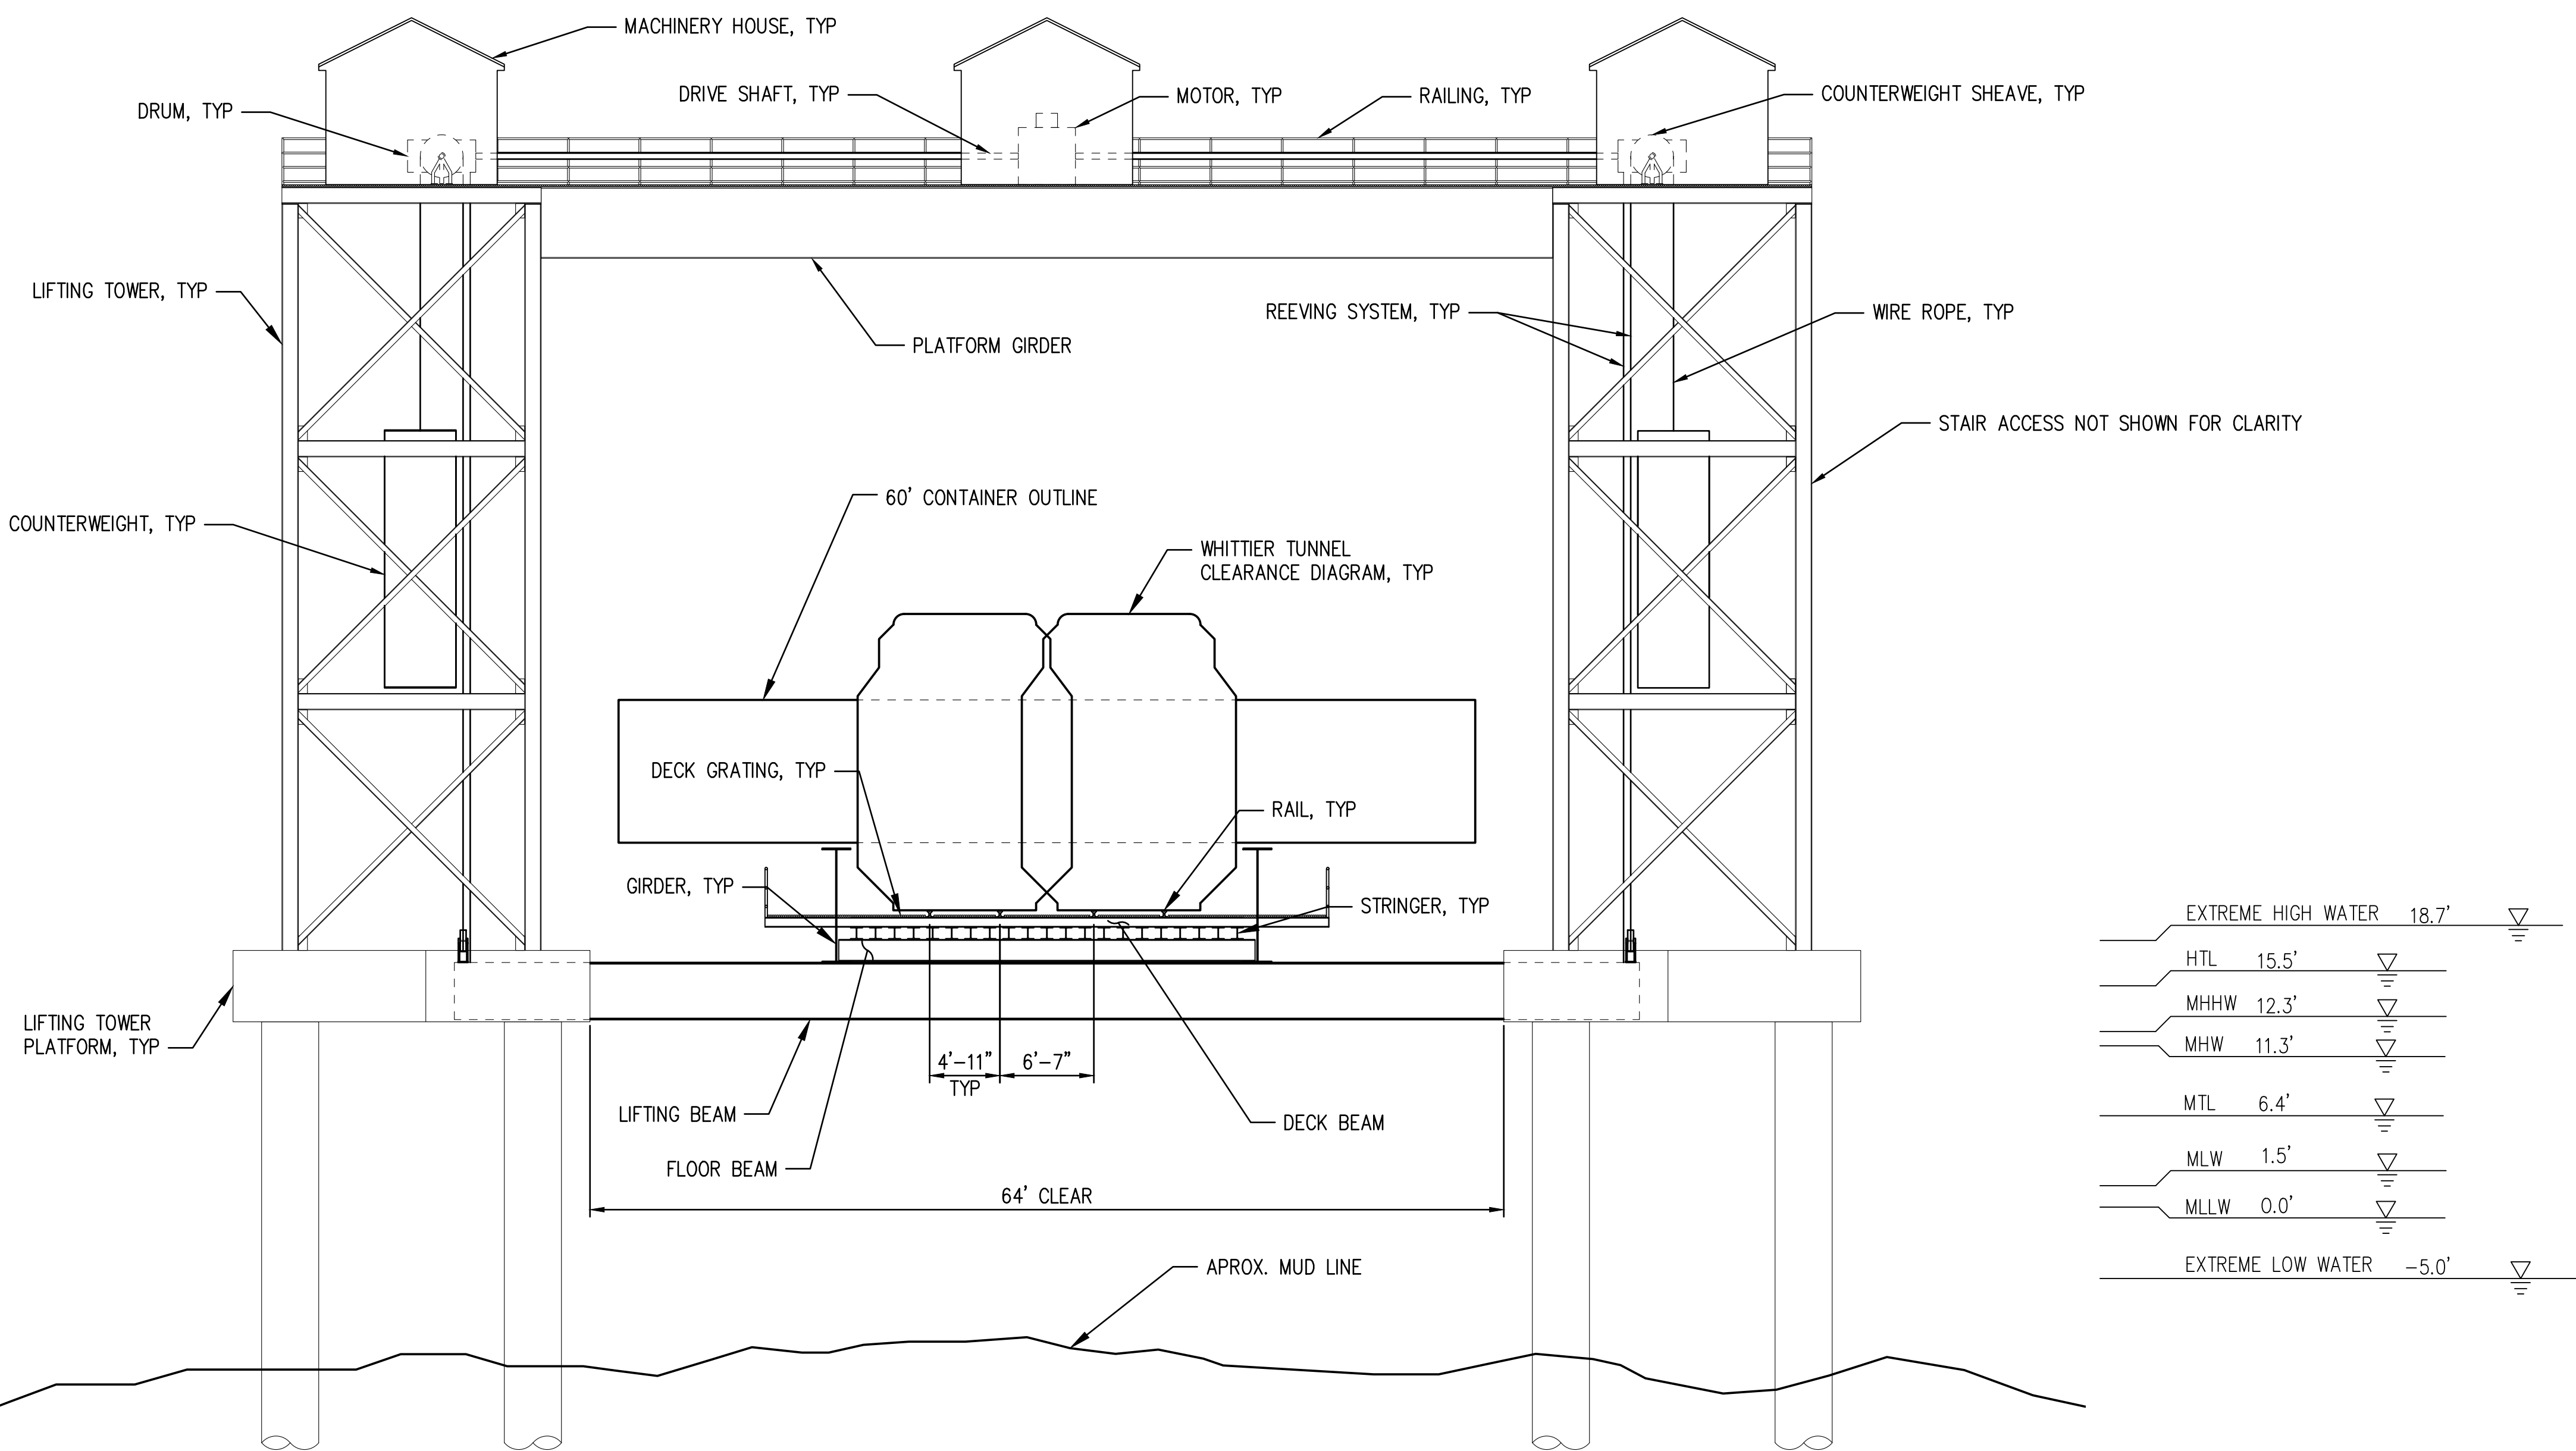 MACHINERY HOUSE, TYP
DRUM, TYP
DRIVE SHAFT, TYP
MOTOR, TYP
RAILING, TYP
COUNTERWEIGHT SHEAVE, TYP
LIFTING TOWER, TYP
PLATFORM GIRDER
REEVING SYSTEM, TYP
WIRE ROPE, TYP
STAIR ACCESS NOT SHOWN FOR CLARITY
COUNTERWEIGHT, TYP
60' CONTAINER OUTLINE
WHITTIER TUNNEL
CLEARANCE DIAGRAM, TYP
DECK GRATING, TYP
RAIL, TYP
GIRDER, TYP
STRINGER, TYP
LIFTING TOWER
PLATFORM, TYP
4'-11"
TYP
6'-7"
LIFTING BEAM
DECK BEAM
FLOOR BEAM
64' CLEAR
APROX. MUD LINE
EXTREME HIGH WATER 18.7'
HTL 15.5'
MHHW 12.3'
MHW 11.3'
MTL 6.4'
MLW 1.5'
MLLW 0.0'
EXTREME LOW WATER -5.0'